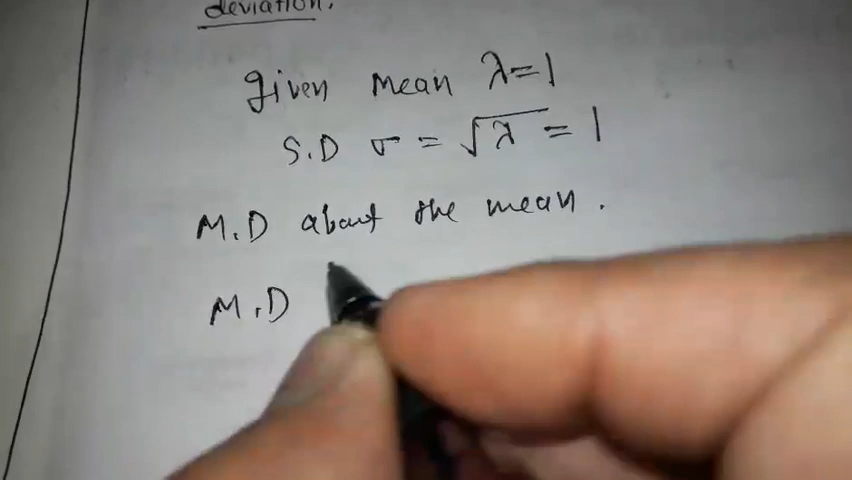 deviation.
Given mean λ=1
S.D σ = √λ = 1
M.D about the mean.
M.D